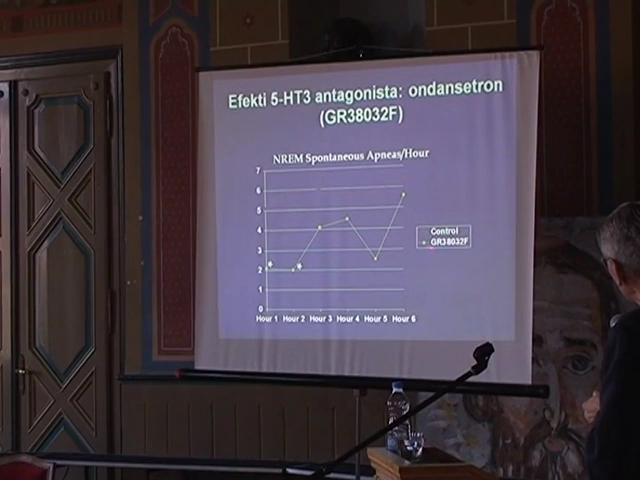 Efekti 5-HT3 antagonista: ondansetron
(GR38032F)
NREM Spontaneous Apneas/Hour
7
6
5
4
3
2
1
0
Hour 1 Hour 2 Hour 3 Hour 4 Hour 5 Hour 6
Control
GR38032F